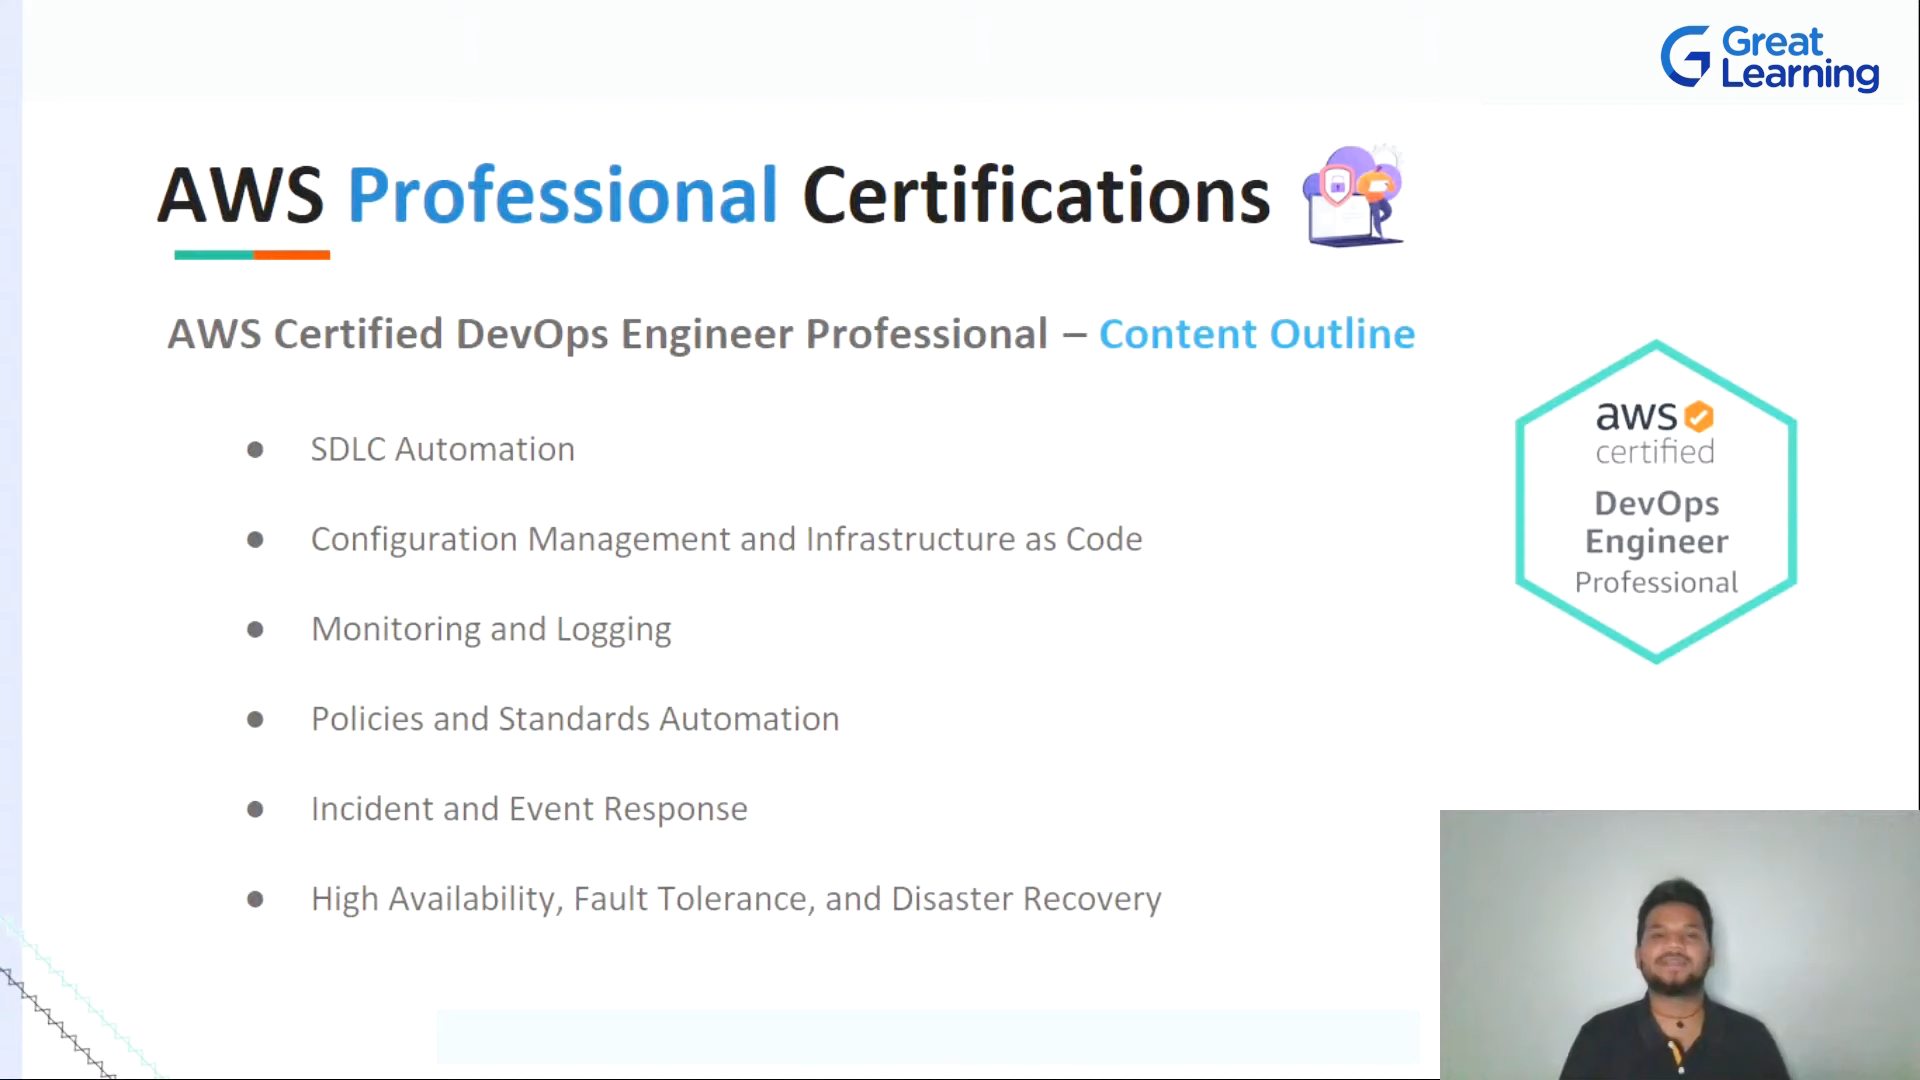 Great
Learning
AWS Professional Certifications
AWS Certified DevOps Engineer Professional – Content Outline
● SDLC Automation
● Configuration Management and Infrastructure as Code
● Monitoring and Logging
● Policies and Standards Automation
● Incident and Event Response
● High Availability, Fault Tolerance, and Disaster Recovery
aws
certified
DevOps
Engineer
Professional